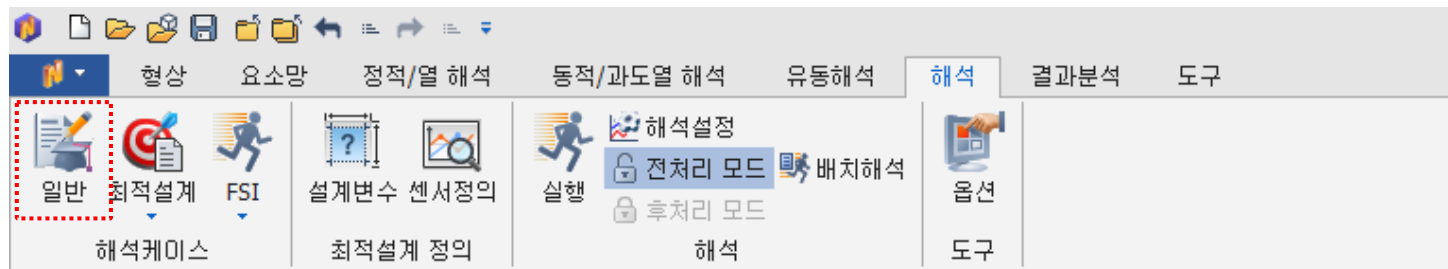 형상 요소망 정적/열 해석 동적/과도열 해석 유동해석 해석 결과분석 도구
일반 최적설계 FSI 설계변수 센서정의 실행 해석설정 전처리 모드 후처리 모드 배치해석 옵션
해석케이스 최적설계 정의 해석 도구